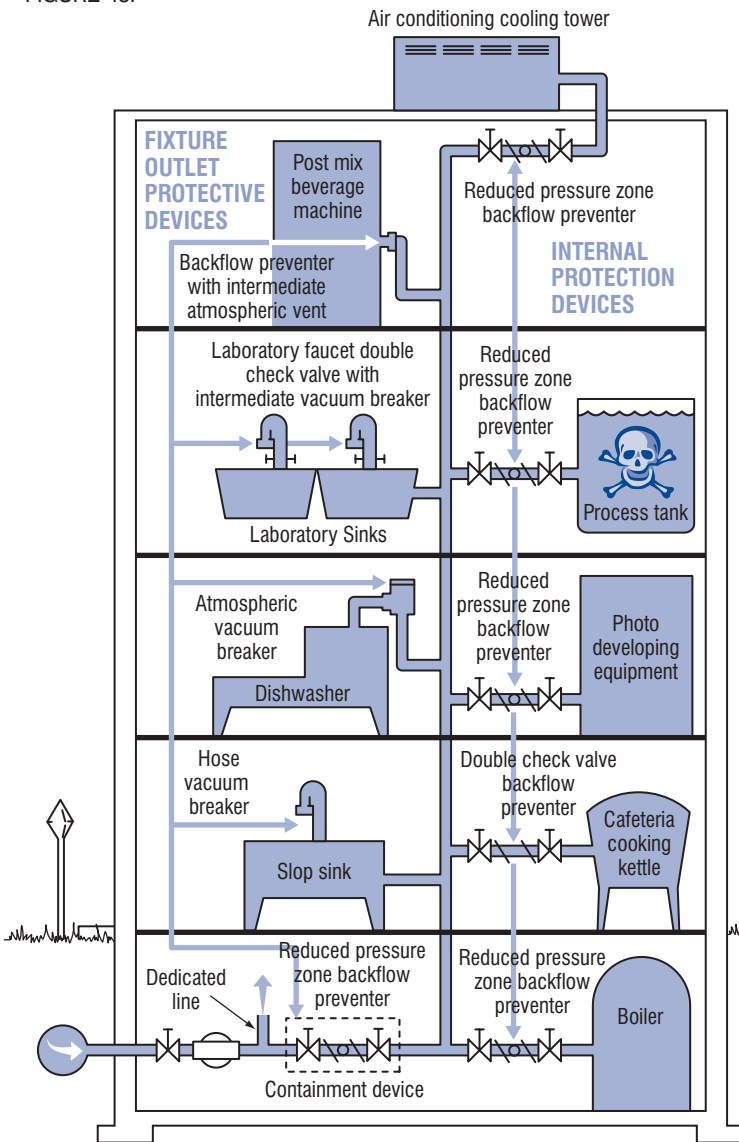 FIGURE
Air conditioning cooling tower
FIXTURE
OUTLET
PROTECTIVE
DEVICES
Post mix
beverage
machine
Reduced pressure zone
backflow preventer
Backflow preventer
with intermediate
atmospheric vent
INTERNAL
PROTECTION
DEVICES
Laboratory faucet double
check valve with
intermediate vacuum breaker
Reduced
pressure zone
backflow
preventer
Process tank
Laboratory Sinks
Atmospheric
vacuum
breaker
Dishwasher
Reduced
pressure zone
backflow
preventer
Photo
developing
equipment
Hose
vacuum
breaker
Slop sink
Double check valve
backflow
preventer
Cafeteria
cooking
kettle
Dedicated
line
Reduced pressure
zone backflow
preventer
Containment device
Reduced pressure
zone backflow
preventer
Boiler